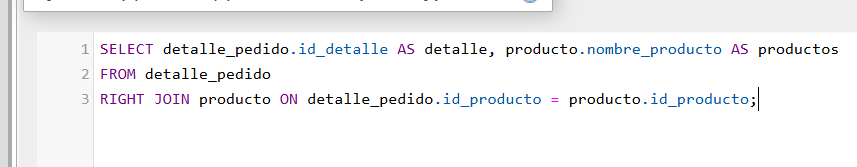 1 SELECT detalle_pedido.id_detalle AS detalle, producto.nombre_producto AS productos
2 FROM detalle_pedido
3 RIGHT JOIN producto ON detalle_pedido.id_producto = producto.id_producto;